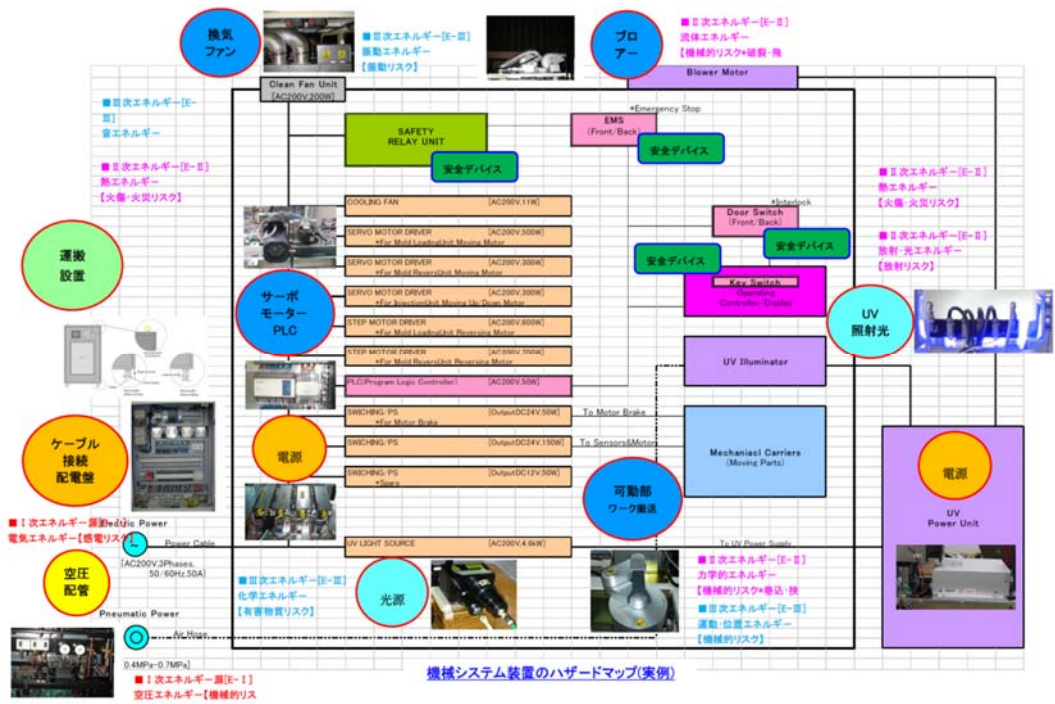 換気
ファン
■Ⅲ次エネルギー[E-Ⅲ]
振動エネルギー
【振動リスク】
ブロ
アー
■Ⅱ次エネルギー[E-Ⅱ]
流体エネルギー
【機械的リスク*破裂・飛
Blower Motor
Clean Fan Unit
[AC200V,200W]
■Ⅲ次エネルギー[E-
Ⅲ]
音エネルギー
■Ⅱ次エネルギー[E-Ⅱ]
熱エネルギー
【火傷・火災リスク】
SAFETY
RELAY UNIT
安全デバイス
*Emergency Stop
EMS
(Front/Back)
安全デバイス
■Ⅱ次エネルギー[E-Ⅱ]
熱エネルギー
【火傷・火災リスク】
■Ⅱ次エネルギー[E-Ⅱ]
放射・光エネルギー
【放射リスク】
*Interlock
Door Switch
(Front/Back)
安全デバイス
安全デバイス
Key Switch
Operating
Controller/Display
運搬
設置
サーボ
モーター
PLC
COOLING FAN [AC200V,11W]
SERVO MOTOR DRIVER [AC200V,500W]
*For Mold LoadingUnit Moving Motor
SERVO MOTOR DRIVER [AC200V,300W]
*For Mold ReversUnit Moving Motor
SERVO MOTOR DRIVER [AC200V,300W]
*For InjectionUnit Moving Up/Down Motor
STEP MOTOR DRIVER [AC200V,600W]
*For Mold LoadingUnit Reversing Motor
STEP MOTOR DRIVER [AC200V,300W]
*For Mold ReversUnit Reversing Motor
PLC(Program Logic Controller) [AC200V,50W]
SWICHING/PS [OutputDC24V,50W]
*For Motor Brake
To Motor Brake
SWICHING/PS [OutputDC24V,150W]
To Sensors&Motor
SWICHING/PS [OutputDC12V,50W]
*Spare
UV LIGHT SOURCE [AC200V,4.6kW]
To UV Power Supply
UV
照射光
UV Illuminator
Mechaniacl Carriers
(Moving Parts)
電源
電源
UV
Power Unit
可動部
ワーク搬送
ケーブル
接続
配電盤
■Ⅰ次エネルギー源[E-Ⅰ]
電気エネルギー【感電リスク】
Electric Power
Power Cable
[AC200V,3Phases,
50/60Hz,50A]
空圧
配管
Pneumatic Power
Air Hose
0.4MPa-0.7MPa]
■Ⅰ次エネルギー源[E-Ⅰ]
空圧エネルギー【機械的リス
■Ⅲ次エネルギー[E-Ⅲ]
化学エネルギー
【有害物質リスク】
光源
■Ⅱ次エネルギー[E-Ⅱ]
力学的エネルギー
【機械的リスク*巻込・挟
■Ⅲ次エネルギー[E-Ⅲ]
運動・位置エネルギー
【機械的リスク】
機械システム装置のハザードマップ(実例)